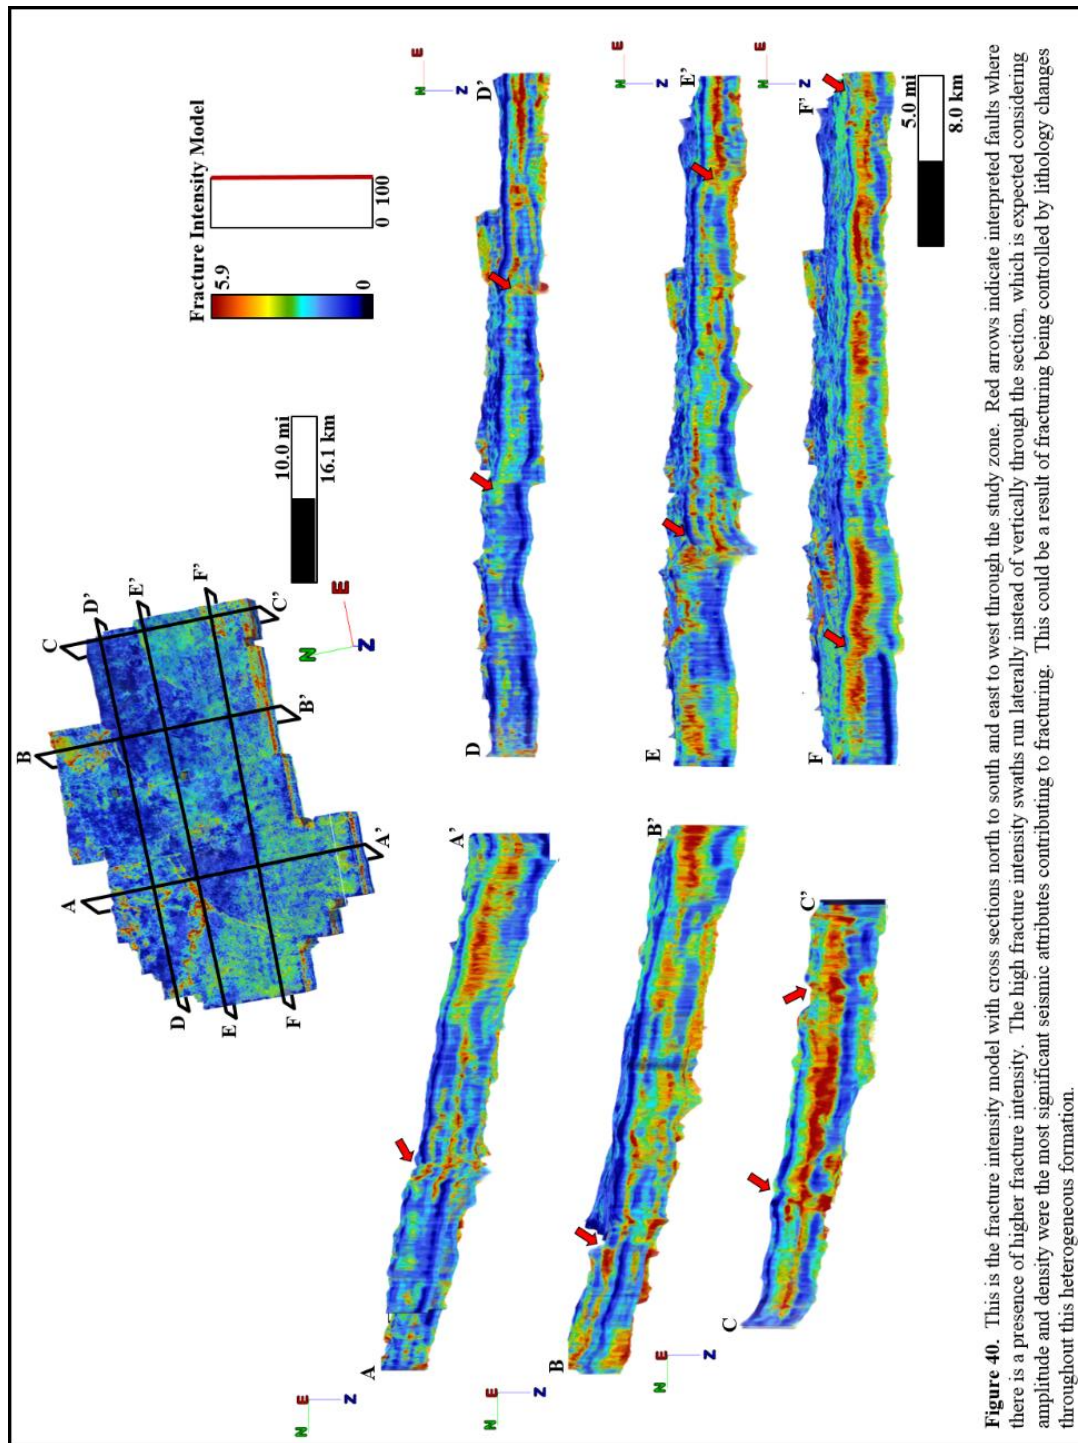 Fracture Intensity Model
5.9
0
0 100
10.0 mi
16.1 km
N
E
Z
A
B
C
D
E
F
A'
B'
C'
D'
E'
F'
N
E
Z
A
A'
N
E
Z
B
B'
N
E
Z
C
C'
N
E
Z
D
D'
N
E
Z
E
E'
N
E
Z
F
F'
5.0 mi
8.0 km
Figure 40. This is the fracture intensity model with cross sections north to south and east to west through the study zone. Red arrows indicate interpreted faults where
there is a presence of higher fracture intensity. The high fracture intensity swaths run laterally instead of vertically through the section, which is expected considering
amplitude and density were the most significant seismic attributes contributing to fracturing. This could be a result of fracturing being controlled by lithology changes
throughout this heterogeneous formation.